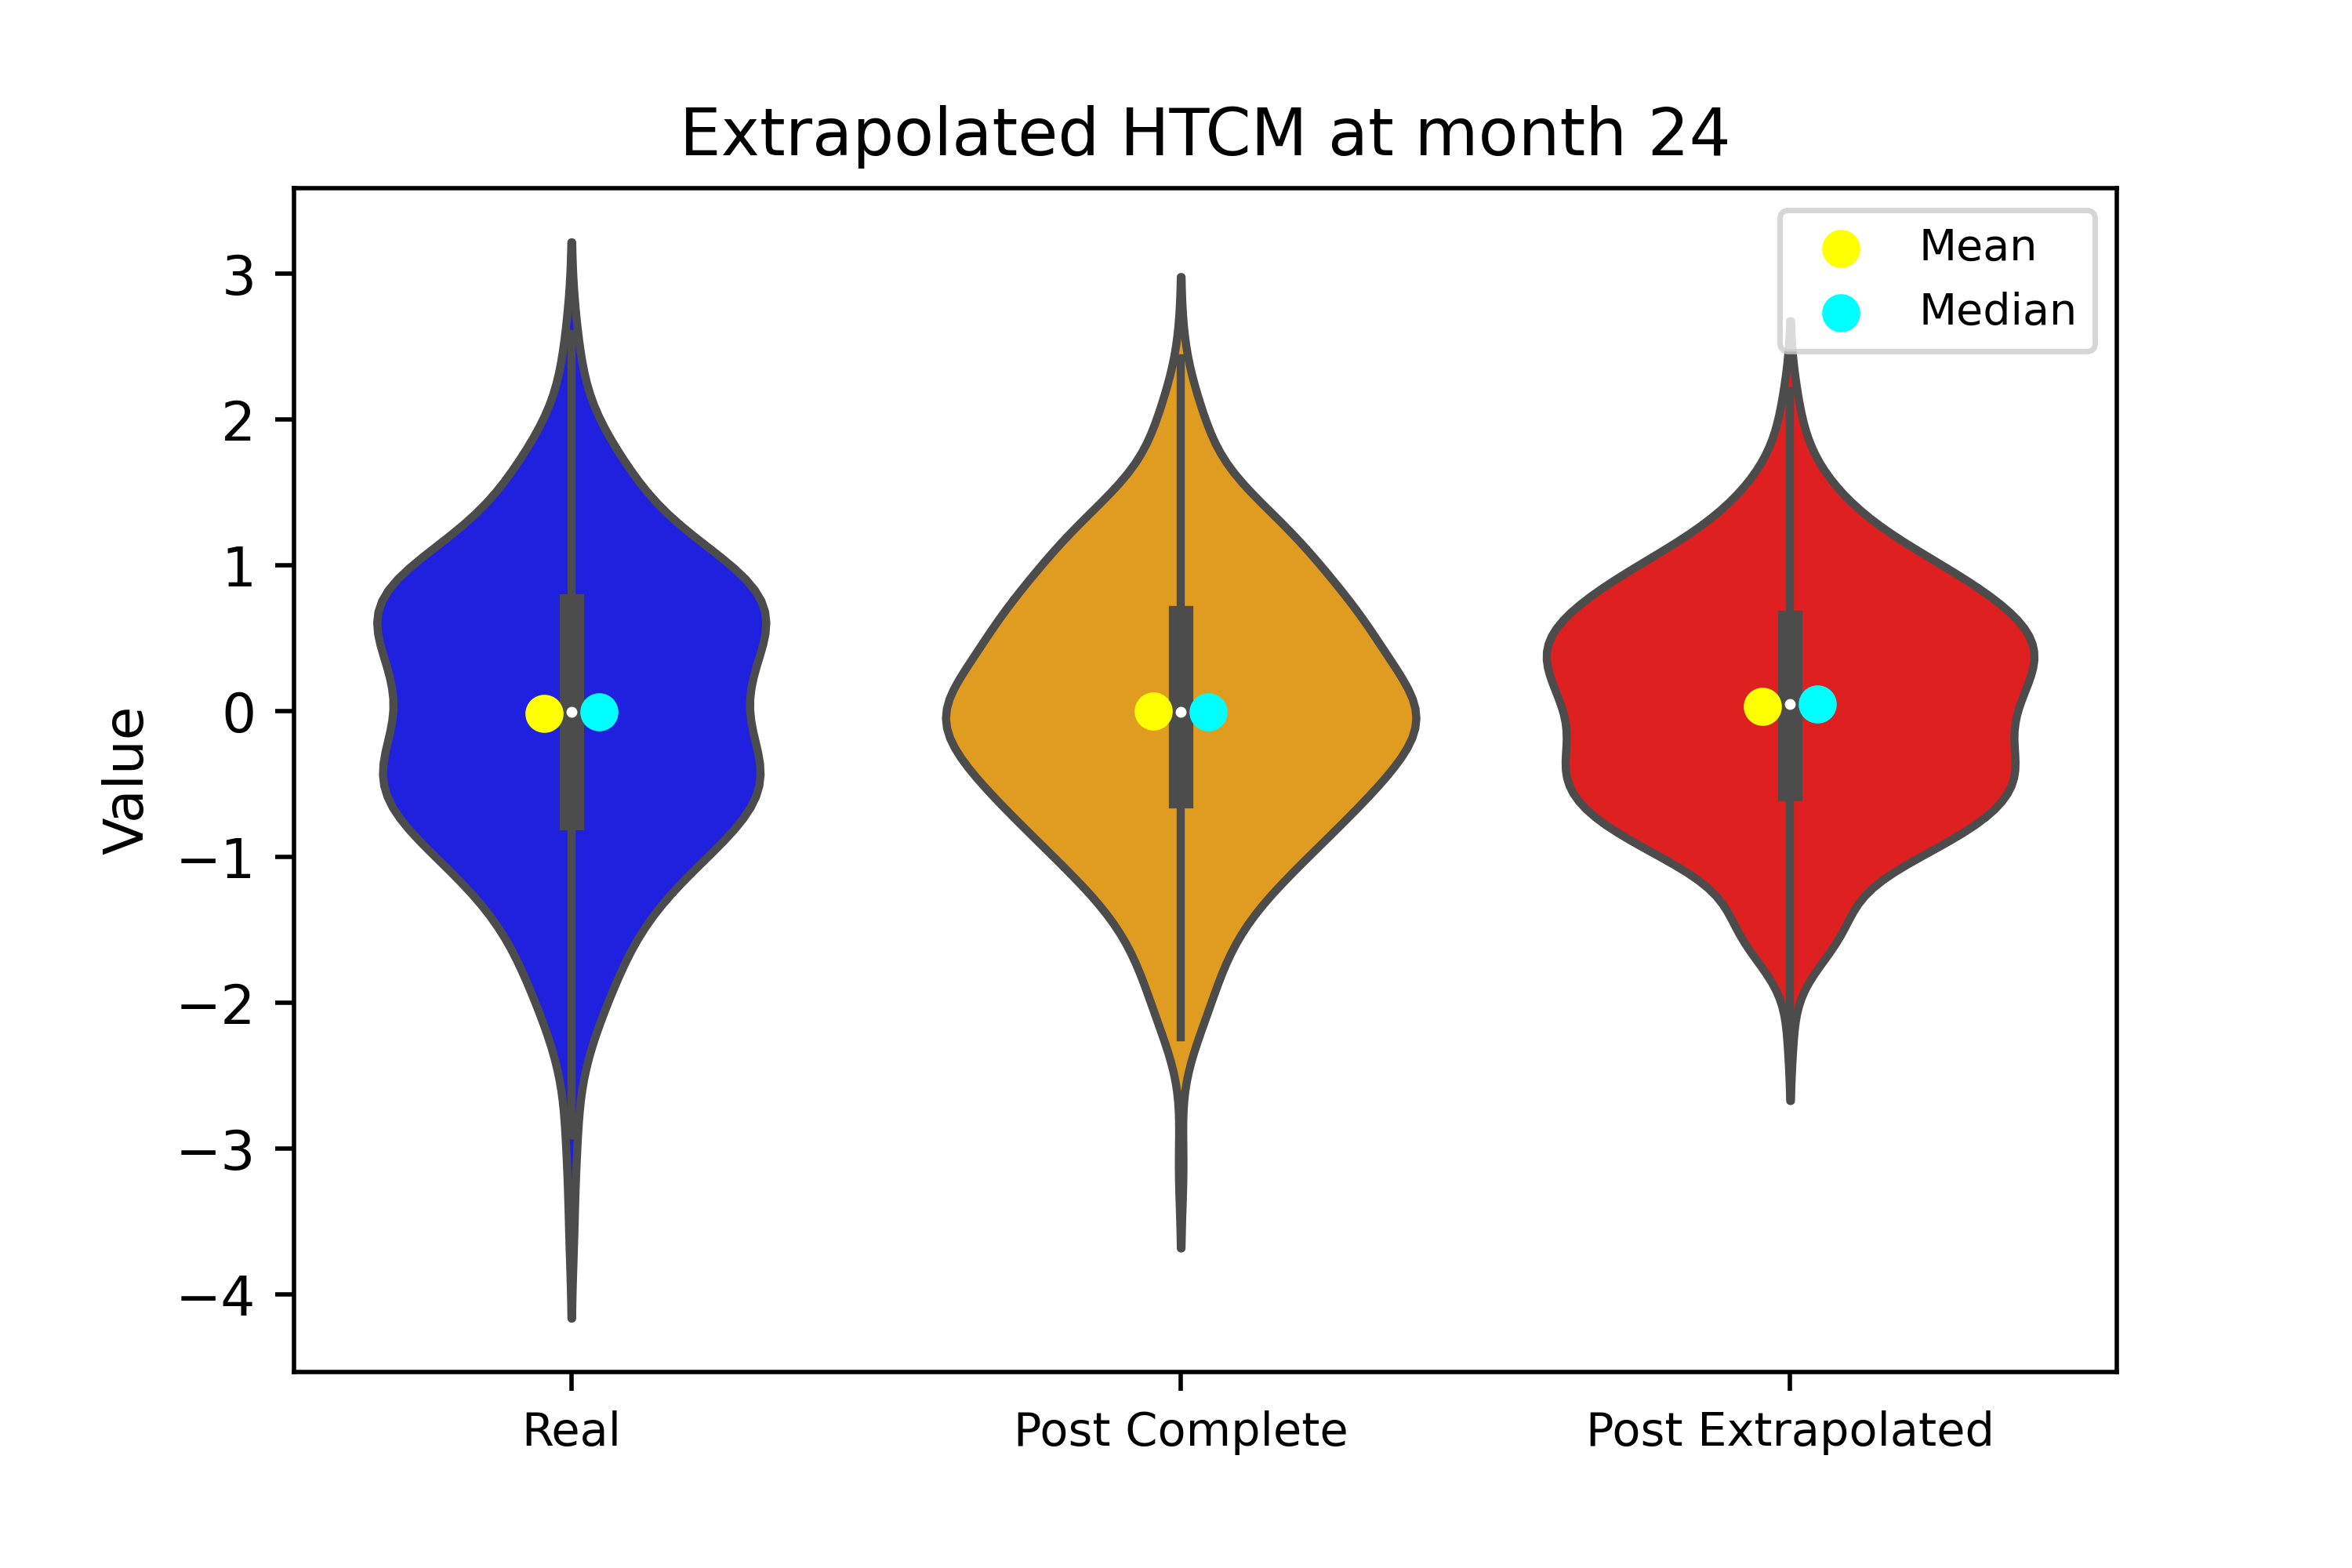 Extrapolated HTCM at month 24
Mean
Median
3
2
1
0
−1
−2
−3
−4
Value
Real
Post Complete
Post Extrapolated